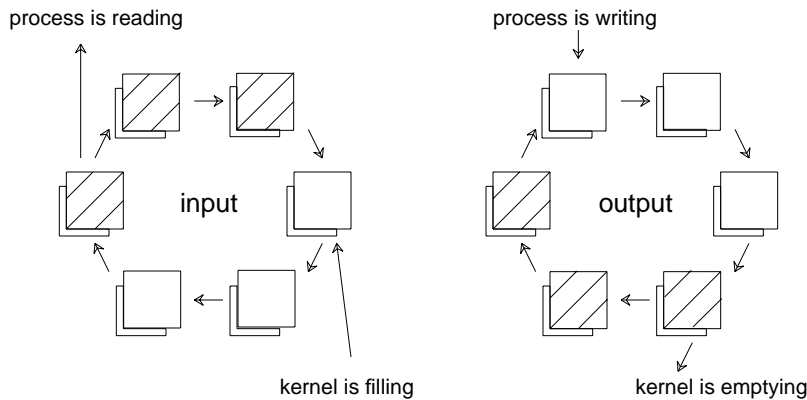 process is reading
process is writing
input
output
kernel is filling
kernel is emptying